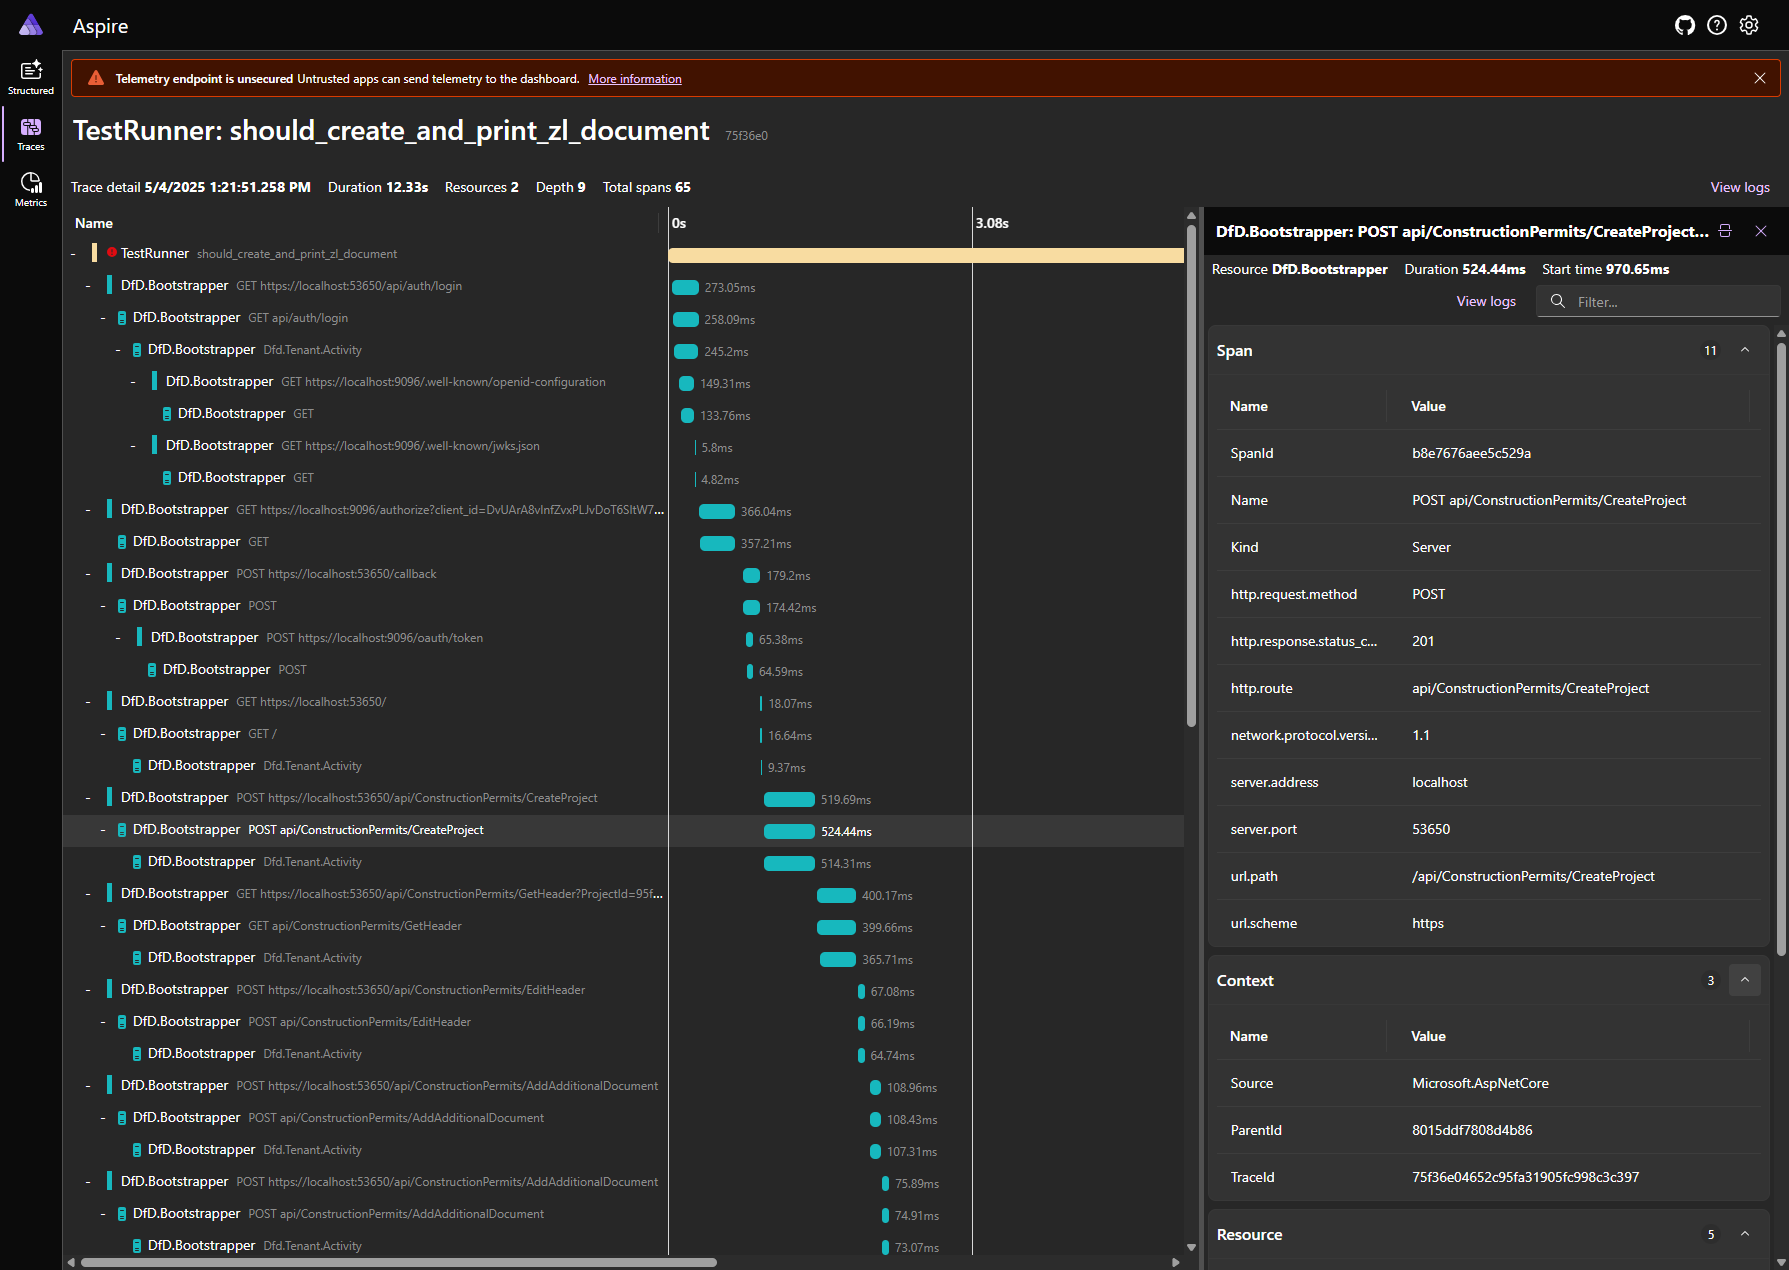 Aspire
Structured
Traces
Metrics
Telemetry endpoint is unsecured Untrusted apps can send telemetry to the dashboard. More information
TestRunner: should_create_and_print_zl_document 75f36e0
Trace detail 5/4/2025 1:21:51.258 PM Duration 12.33s Resources 2 Depth 9 Total spans 65 View logs
Name 0s 3.08s
- TestRunner should_create_and_print_zl_document
- DfD.Bootstrapper GET https://localhost:53650/api/auth/login 273.05ms
- DfD.Bootstrapper GET api/auth/login 258.09ms
- DfD.Bootstrapper Dfd.Tenant.Activity 245.2ms
- DfD.Bootstrapper GET https://localhost:9096/.well-known/openid-configuration 149.31ms
DfD.Bootstrapper GET 133.76ms
- DfD.Bootstrapper GET https://localhost:9096/.well-known/jwks.json 5.8ms
DfD.Bootstrapper GET 4.82ms
- DfD.Bootstrapper GET https://localhost:9096/authorize?client_id=DvUArA8vInfZvxPLJvDoT6SItW7... 366.04ms
DfD.Bootstrapper GET 357.21ms
- DfD.Bootstrapper POST https://localhost:53650/callback 179.2ms
- DfD.Bootstrapper POST 174.42ms
- DfD.Bootstrapper POST https://localhost:9096/oauth/token 65.38ms
DfD.Bootstrapper POST 64.59ms
- DfD.Bootstrapper GET https://localhost:53650/ 18.07ms
- DfD.Bootstrapper GET / 16.64ms
DfD.Bootstrapper Dfd.Tenant.Activity 9.37ms
- DfD.Bootstrapper POST https://localhost:53650/api/ConstructionPermits/CreateProject 519.69ms
- DfD.Bootstrapper POST api/ConstructionPermits/CreateProject 524.44ms
DfD.Bootstrapper Dfd.Tenant.Activity 514.31ms
- DfD.Bootstrapper GET https://localhost:53650/api/ConstructionPermits/GetHeader?ProjectId=95f... 400.17ms
- DfD.Bootstrapper GET api/ConstructionPermits/GetHeader 399.66ms
DfD.Bootstrapper Dfd.Tenant.Activity 365.71ms
- DfD.Bootstrapper POST https://localhost:53650/api/ConstructionPermits/EditHeader 67.08ms
- DfD.Bootstrapper POST api/ConstructionPermits/EditHeader 66.19ms
DfD.Bootstrapper Dfd.Tenant.Activity 64.74ms
- DfD.Bootstrapper POST https://localhost:53650/api/ConstructionPermits/AddAdditionalDocument 108.96ms
- DfD.Bootstrapper POST api/ConstructionPermits/AddAdditionalDocument 108.43ms
DfD.Bootstrapper Dfd.Tenant.Activity 107.31ms
- DfD.Bootstrapper POST https://localhost:53650/api/ConstructionPermits/AddAdditionalDocument 75.89ms
- DfD.Bootstrapper POST api/ConstructionPermits/AddAdditionalDocument 74.91ms
DfD.Bootstrapper Dfd.Tenant.Activity 73.07ms
DfD.Bootstrapper: POST api/ConstructionPermits/CreateProject...
Resource DfD.Bootstrapper Duration 524.44ms Start time 970.65ms
View logs Filter...
Span 11
Name Value
SpanId b8e7676aee5c529a
Name POST api/ConstructionPermits/CreateProject
Kind Server
http.request.method POST
http.response.status_c... 201
http.route api/ConstructionPermits/CreateProject
network.protocol.versi... 1.1
server.address localhost
server.port 53650
url.path /api/ConstructionPermits/CreateProject
url.scheme https
Context 3
Name Value
Source Microsoft.AspNetCore
ParentId 8015ddf7808d4b86
TraceId 75f36e04652c95fa31905fc998c3c397
Resource 5